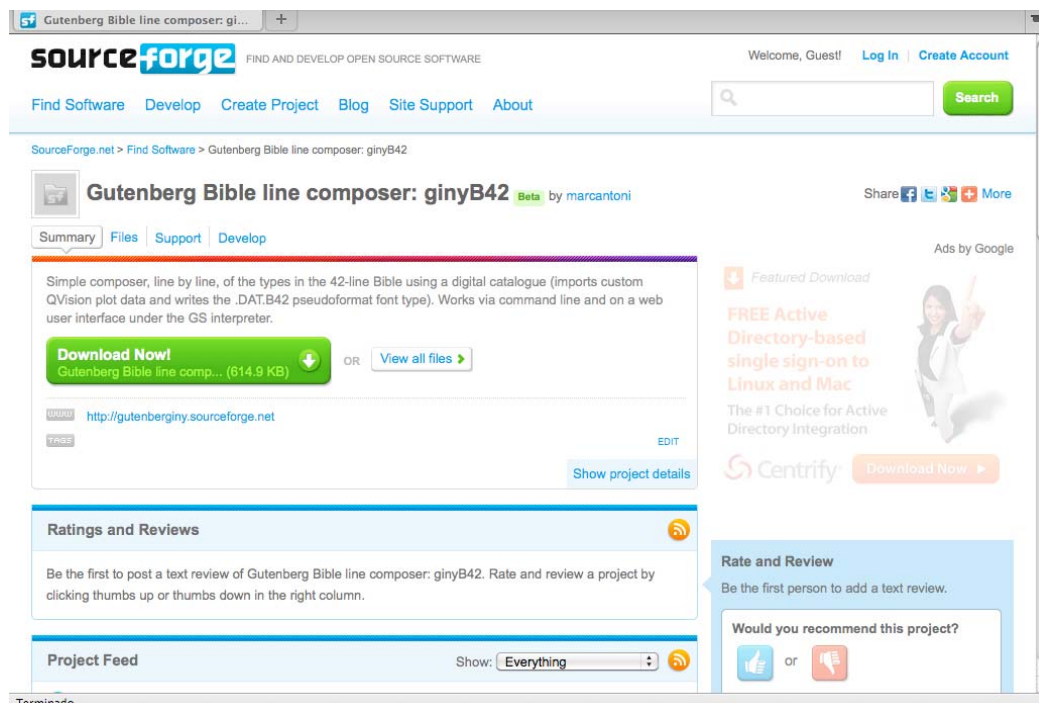 Gutenberg Bible line composer: gi...
sourceforge FIND AND DEVELOP OPEN SOURCE SOFTWARE
Welcome, Guest! Log In | Create Account
Find Software Develop Create Project Blog Site Support About
Search
SourceForge.net > Find Software > Gutenberg Bible line composer: ginyB42
Gutenberg Bible line composer: ginyB42 Beta by marcantoni
Share More
Summary Files Support Develop
Simple composer, line by line, of the types in the 42-line Bible using a digital catalogue (imports custom
QVision plot data and writes the .DAT.B42 pseudoformat font type). Works via command line and on a web
user interface under the GS interpreter.
Download Now!
Gutenberg Bible line comp... (614.9 KB)
OR View all files
WWW http://gutenberginy.sourceforge.net
TAGS
EDIT
Show project details
Ads by Google
Featured Download
FREE Active
Directory-based
single sign-on to
Linux and Mac
The #1 Choice for Active
Directory Integration
Centrify Download Now
Ratings and Reviews
Be the first to post a text review of Gutenberg Bible line composer: ginyB42. Rate and review a project by
clicking thumbs up or thumbs down in the right column.
Rate and Review
Be the first person to add a text review.
Would you recommend this project?
or
Project Feed
Show: Everything
Terminado